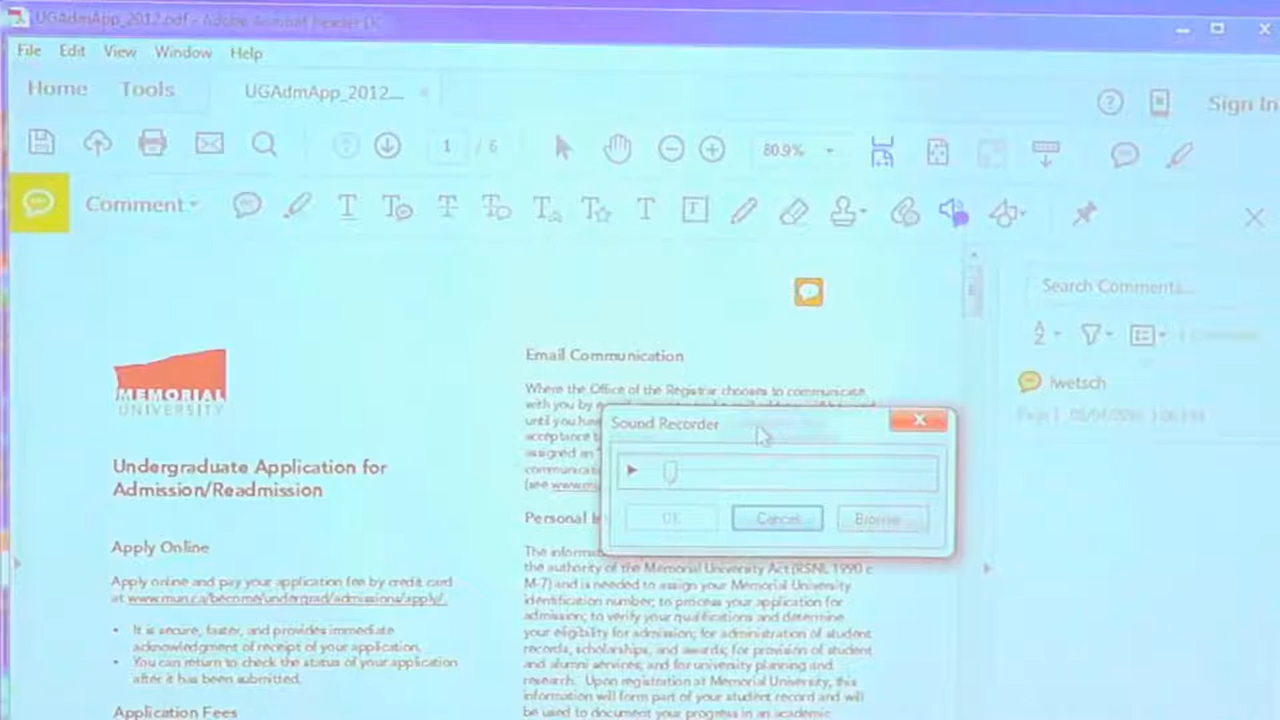 UGAdmApp_2012.pdf - Adobe Acrobat Reader DC
File Edit View Window Help
Home Tools UGAdmApp_2012...
Sign In
1 / 6
80.9%
Comment
Search Comments...
lwetsch
MEMORIAL
UNIVERSITY
Undergraduate Application for
Admission/Readmission
Apply Online
Apply online and pay your application fee by credit card
at www.mun.ca/become/undergrad/admissions/apply/.
• It is secure, faster, and provides immediate
acknowledgment of receipt of your application.
• You can return to check the status of your application
after it has been submitted.
Application Fees
Email Communication
Where the Office of the Registrar chooses to communicate
with you by
until you have
acceptance
assigned an
(see www.mu
Personal In
The informa
the authority of the Memorial University Act (RSNL 1990 c
M-7) and is needed to assign your Memorial University
identification number; to process your application for
admission; to verify your qualifications and determine
your eligibility for admission; for administration of student
records, scholarships, and awards; for provision of student
and alumni services; and for university planning and
research. Upon registration at Memorial University, this
information will form part of your student record and will
be used to document your progress in an academic
Sound Recorder
OK Cancel Browse...